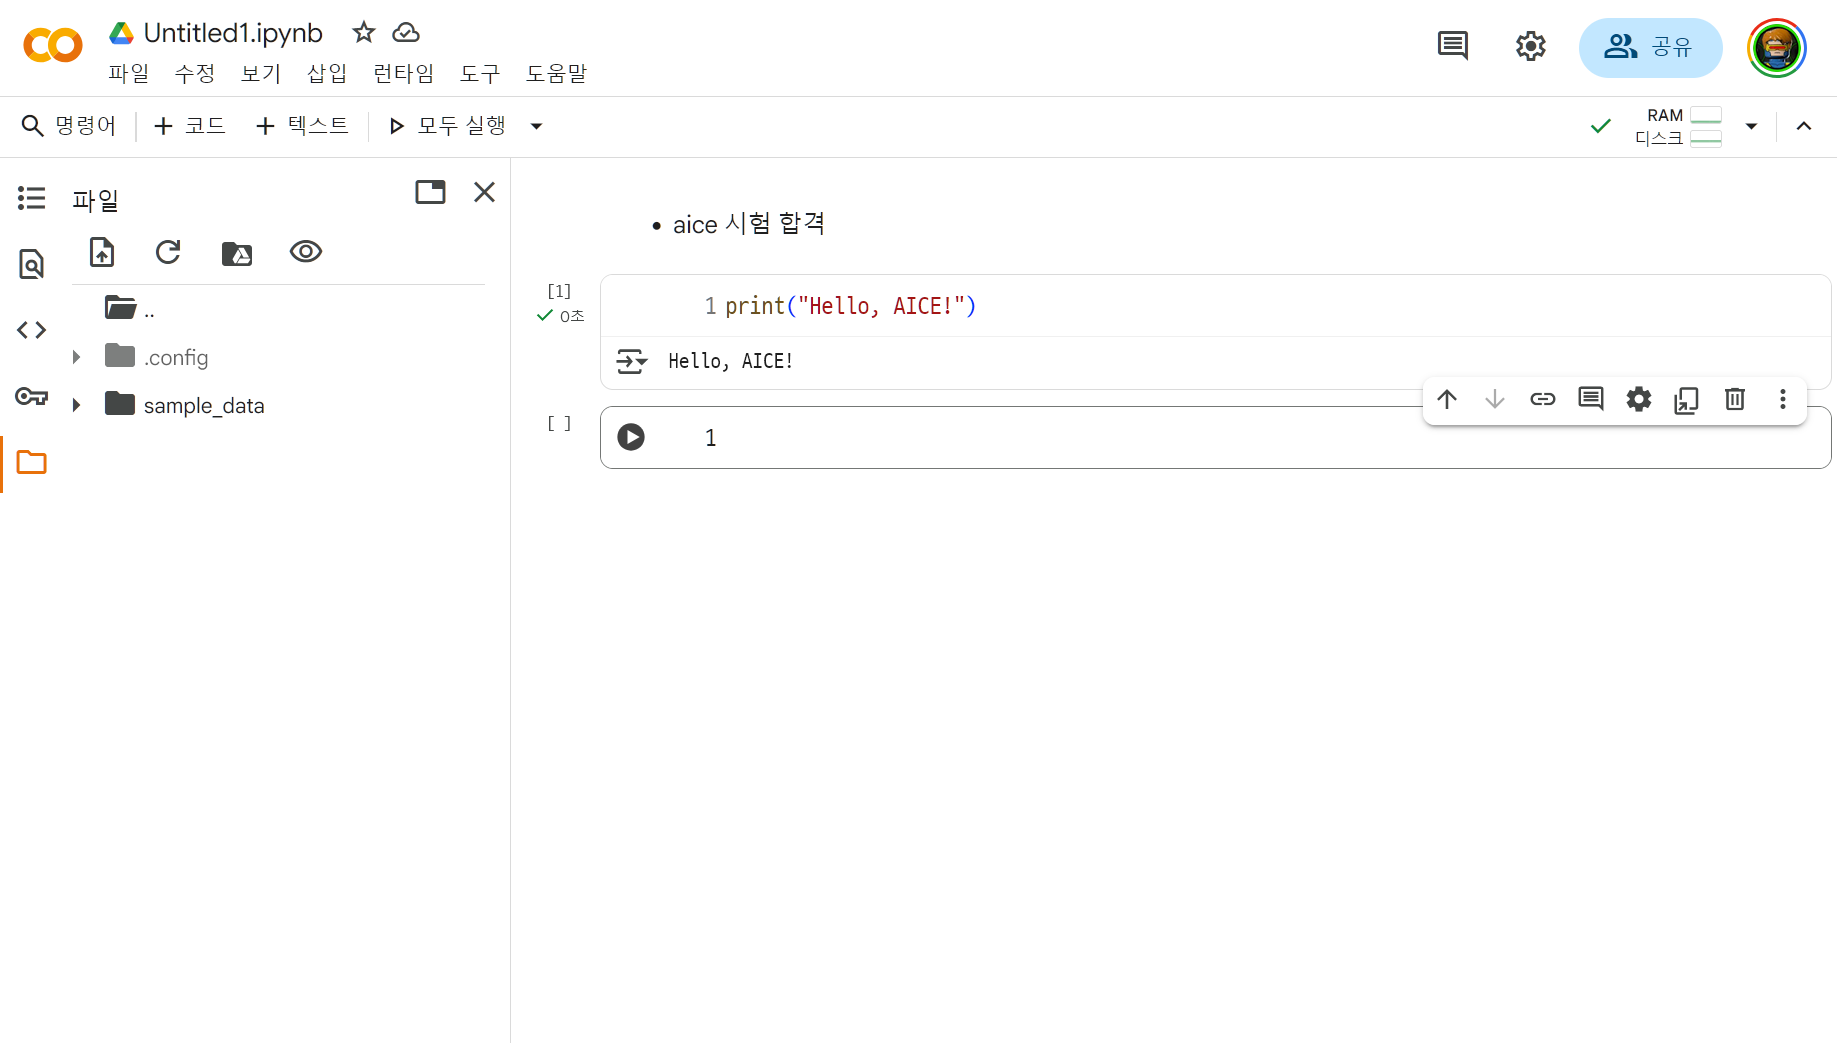 Untitled1.ipynb
파일 수정 보기 삽입 런타임 도구 도움말
공유
명령어 + 코드 + 텍스트 모두 실행
RAM
디스크
파일
..
.config
sample_data
• aice 시험 합격
[1]
0초
1 print("Hello, AICE!")
Hello, AICE!
[ ]
1